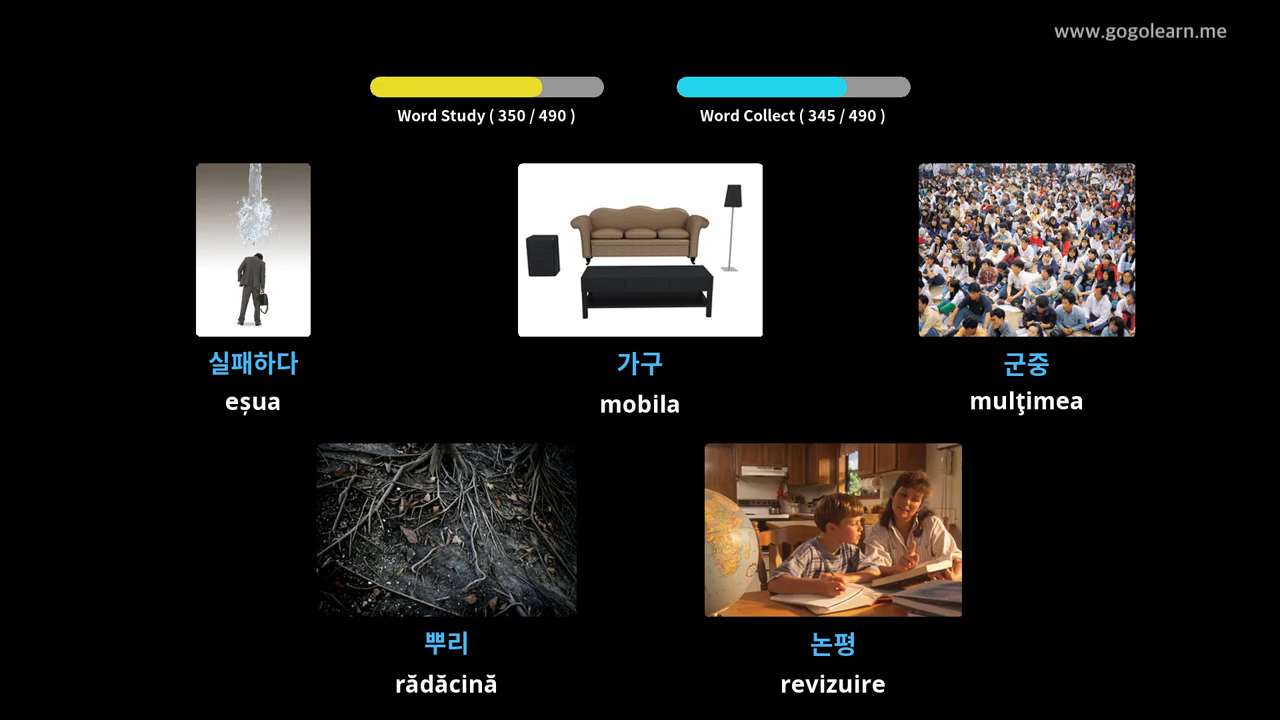 www.gogolearn.me
Word Study ( 350 / 490 )
Word Collect ( 345 / 490 )
실패하다
eșua
가구
mobila
군중
mulţimea
뿌리
rădăcină
논평
revizuire